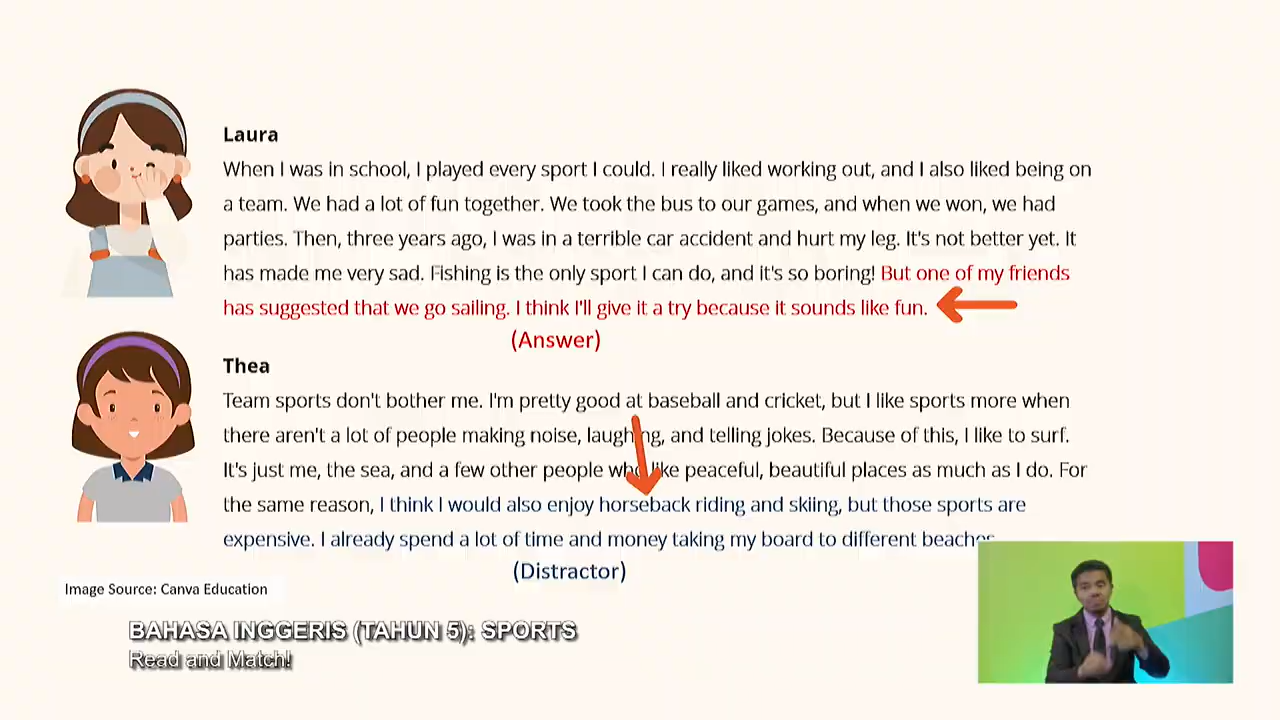 Laura
When I was in school, I played every sport I could. I really liked working out, and I also liked being on
a team. We had a lot of fun together. We took the bus to our games, and when we won, we had
parties. Then, three years ago, I was in a terrible car accident and hurt my leg. It's not better yet. It
has made me very sad. Fishing is the only sport I can do, and it's so boring! But one of my friends
has suggested that we go sailing. I think I'll give it a try because it sounds like fun.
(Answer)
Thea
Team sports don't bother me. I'm pretty good at baseball and cricket, but I like sports more when
there aren't a lot of people making noise, laughing, and telling jokes. Because of this, I like to surf.
It's just me, the sea, and a few other people who like peaceful, beautiful places as much as I do. For
the same reason, I think I would also enjoy horseback riding and skiing, but those sports are
expensive. I already spend a lot of time and money taking my board to different beaches.
(Distractor)
Image Source: Canva Education
BAHASA INGGERIS (TAHUN 5): SPORTS
Read and Match!